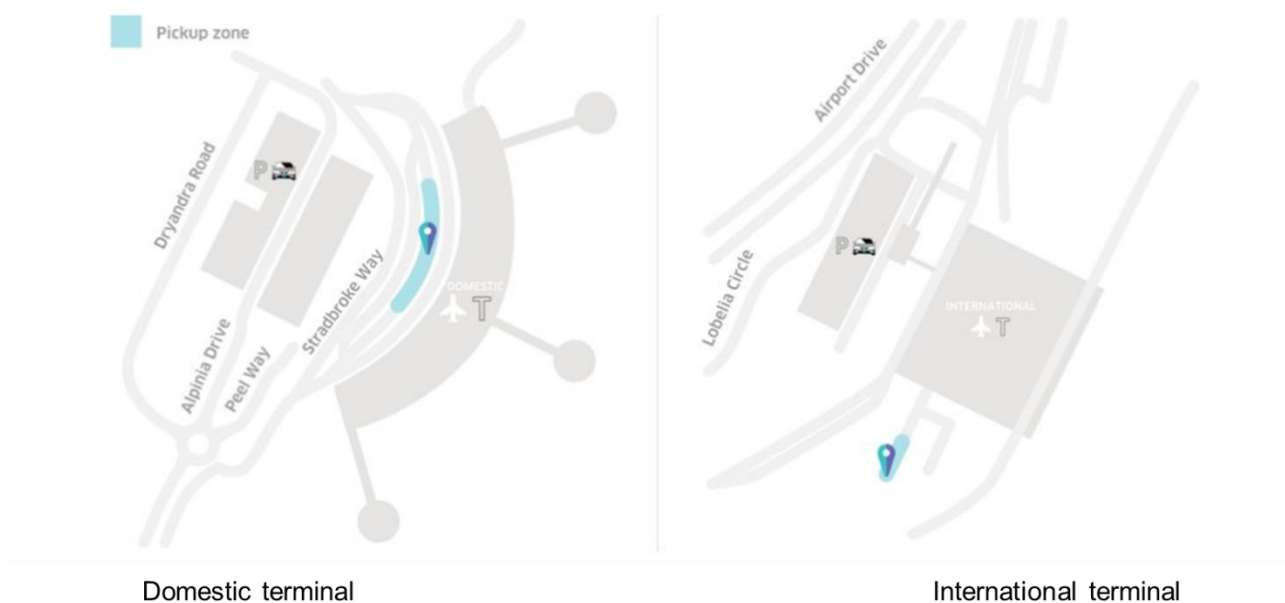 Pickup zone
Dryandra Road
P
Alpinia Drive
Peel Way
Stradbroke Way
DOMESTIC
T
Airport Drive
Lobelia Circle
P
INTERNATIONAL
T
Domestic terminal
International terminal